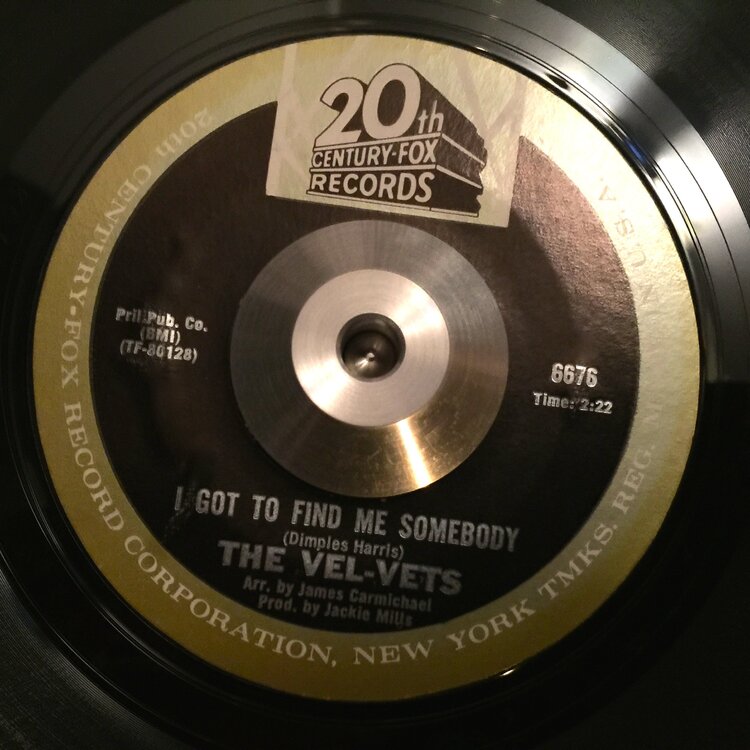 20th
CENTURY-FOX
RECORDS
Pril Pub. Co.
(BMI)
(TF-80128)
6676
Time: 2:22
I GOT TO FIND ME SOMEBODY
(Dimples Harris)
THE VEL-VETS
Arr. by James Carmichael
Prod. by Jackie Mills
20th CENTURY-FOX RECORD CORPORATION, NEW YORK TMKS. REG. U.S.A.